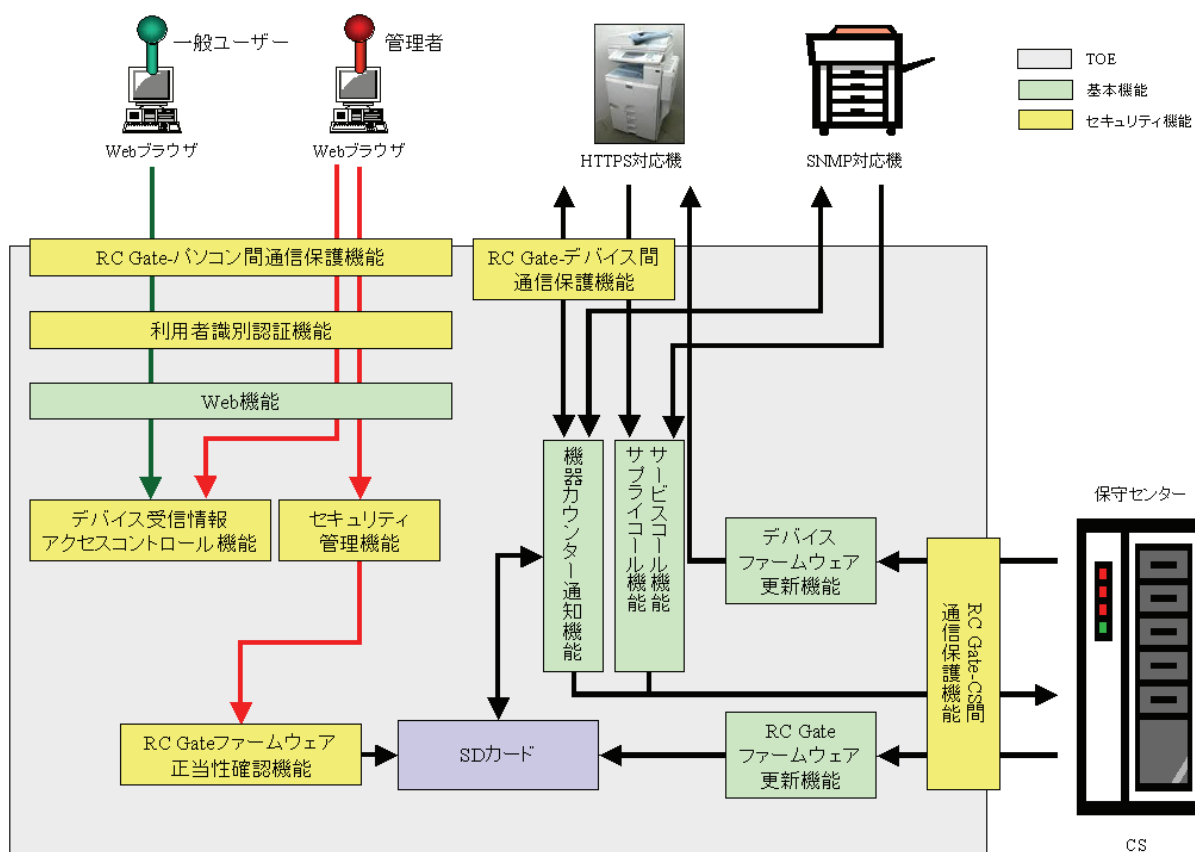 一般ユーザー
管理者
Webブラウザ
Webブラウザ
HTTPS対応機
SNMP対応機
TOE
基本機能
セキュリティ機能
RC Gate-パソコン間通信保護機能
RC Gate-デバイス間
通信保護機能
利用者識別認証機能
Web機能
デバイス受信情報
アクセスコントロール機能
セキュリティ
管理機能
機器カウンター通知機能
サービスコール機能
サプライコール機能
デバイス
ファームウェア
更新機能
RC Gate-CS間
通信保護機能
保守センター
RC Gateファームウェア
正当性確認機能
SDカード
RC Gate
ファームウェア
更新機能
CS